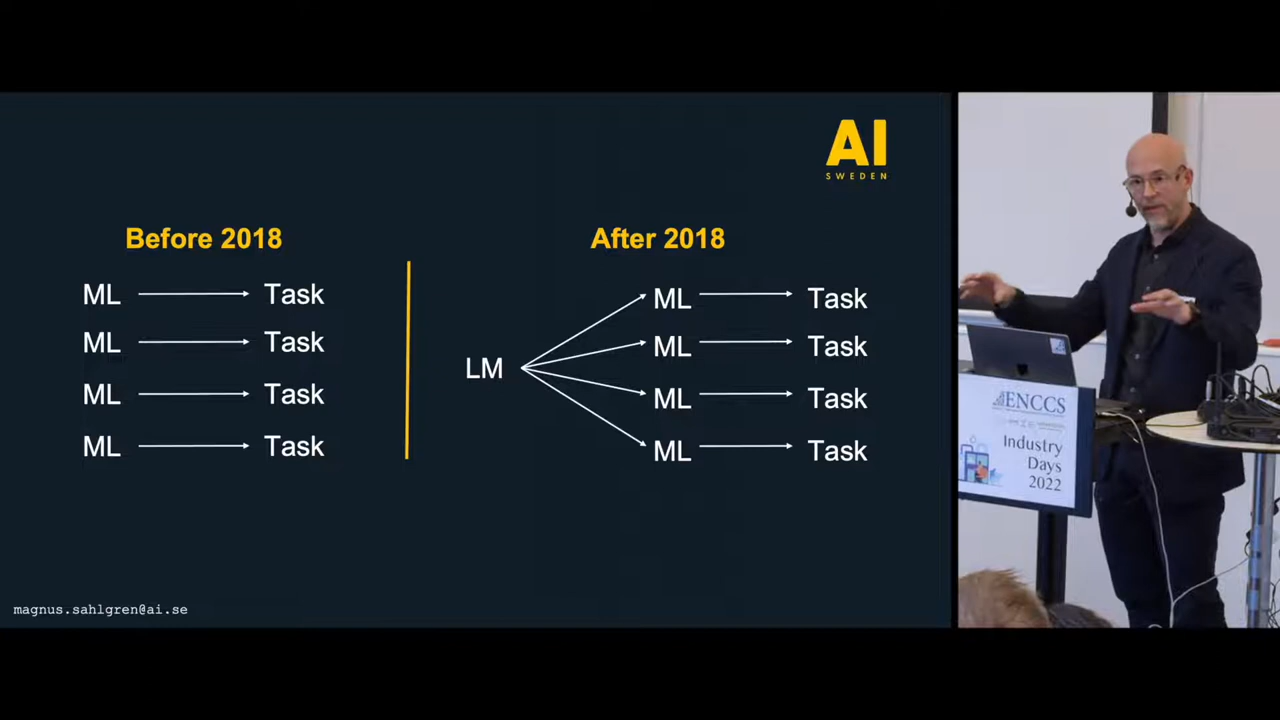 AI
SWEDEN
Before 2018
After 2018
ML Task
ML Task
ML Task
ML Task
LM
ML Task
ML Task
ML Task
ML Task
magnus.sahlgren@ai.se
ENCCS
Industry
Days
2022